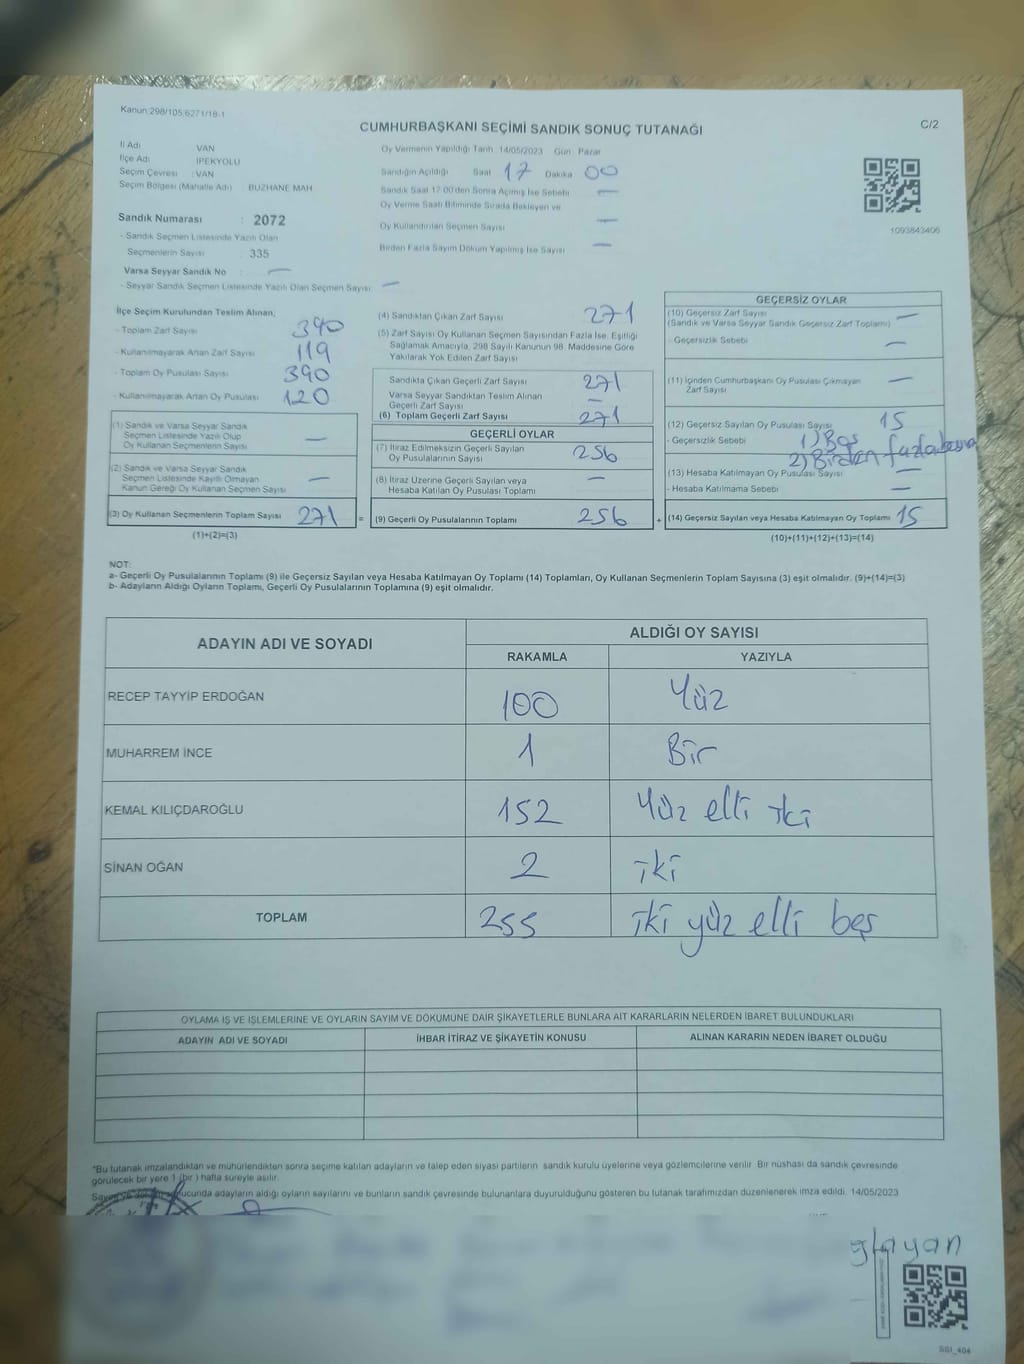 Kanun:298/105;6271/18-1
CUMHURBAŞKANI SEÇİMİ SANDIK SONUÇ TUTANAĞI
C/2
İl Adı VAN
İlçe Adı İPEKYOLU
Seçim Çevresi : VAN
Seçim Bölgesi (Mahalle Adı) BUZHANE MAH
Oy Vermenin Yapıldığı Tarih :14/05/2023 Gün: Pazar
Sandığın Açıldığı Saat 17 Dakika 00
Sandık Saat 17:00'den Sonra Açılmış İse Sebebi —
Oy Verme Saati Bitiminde Sırada Bekleyen ve
Oy Kullandırılan Seçmen Sayısı —
Birden Fazla Sayım Döküm Yapılmış İse Sayısı —
1093843406
Sandık Numarası : 2072
- Sandık Seçmen Listesinde Yazılı Olan
Seçmenlerin Sayısı : 335
Varsa Seyyar Sandık No —
- Seyyar Sandık Seçmen Listesinde Yazılı Olan Seçmen Sayısı: —
İlçe Seçim Kurulundan Teslim Alınan;
- Toplam Zarf Sayısı 390
- Kullanılmayarak Artan Zarf Sayısı 119
- Toplam Oy Pusulası Sayısı 390
- Kullanılmayarak Artan Oy Pusulası 120
(1) Sandık ve Varsa Seyyar Sandık
Seçmen Listesinde Yazılı Olup
Oy Kullanan Seçmenlerin Sayısı —
(2) Sandık ve Varsa Seyyar Sandık
Seçmen Listesinde Kayıtlı Olmayan
Kanun Gereği Oy Kullanan Seçmen Sayısı —
(3) Oy Kullanan Seçmenlerin Toplam Sayısı 271 =
(1)+(2)=(3)
(4) Sandıktan Çıkan Zarf Sayısı 271
(5) Zarf Sayısı Oy Kullanan Seçmen Sayısından Fazla İse, Eşitliği
Sağlamak Amacıyla, 298 Sayılı Kanunun 98. Maddesine Göre
Yakılarak Yok Edilen Zarf Sayısı
Sandıkta Çıkan Geçerli Zarf Sayısı 271
Varsa Seyyar Sandıktan Teslim Alınan
Geçerli Zarf Sayısı —
(6) Toplam Geçerli Zarf Sayısı 271
GEÇERLİ OYLAR
(7) İtiraz Edilmeksizin Geçerli Sayılan
Oy Pusulalarının Sayısı 256
(8) İtiraz Üzerine Geçerli Sayılan veya
Hesaba Katılan Oy Pusulası Toplamı —
(9) Geçerli Oy Pusulalarının Toplamı 256 +
GEÇERSİZ OYLAR
(10) Geçersiz Zarf Sayısı —
(Sandık ve Varsa Seyyar Sandık Geçersiz Zarf Toplamı)
- Geçersizlik Sebebi —
(11) İçinden Cumhurbaşkanı Oy Pusulası Çıkmayan
Zarf Sayısı —
(12) Geçersiz Sayılan Oy Pusulası Sayısı 15
Geçersizlik Sebebi 1) Boş
2) Birden fazla basma
(13) Hesaba Katılmayan Oy Pusulası Sayısı —
- Hesaba Katılmama Sebebi —
(14) Geçersiz Sayılan veya Hesaba Katılmayan Oy Toplamı 15
(10)+(11)+(12)+(13)=(14)
NOT:
a- Geçerli Oy Pusulalarının Toplamı (9) ile Geçersiz Sayılan veya Hesaba Katılmayan Oy Toplamı (14) Toplamları, Oy Kullanan Seçmenlerin Toplam Sayısına (3) eşit olmalıdır. (9)+(14)=(3)
b- Adayların Aldığı Oyların Toplamı, Geçerli Oy Pusulalarının Toplamına (9) eşit olmalıdır.
ADAYIN ADI VE SOYADI
ALDIĞI OY SAYISI
RAKAMLA YAZIYLA
RECEP TAYYİP ERDOĞAN 100 Yüz
MUHARREM İNCE 1 Bir
KEMAL KILIÇDAROĞLU 152 Yüz elli iki
SİNAN OĞAN 2 iki
TOPLAM 255 iki yüz elli beş
OYLAMA İŞ VE İŞLEMLERİNE VE OYLARIN SAYIM VE DÖKÜMÜNE DAİR ŞİKAYETLERLE BUNLARA AİT KARARLARIN NELERDEN İBARET BULUNDUKLARI
ADAYIN ADI VE SOYADI İHBAR İTİRAZ VE ŞİKAYETİN KONUSU ALINAN KARARIN NEDEN İBARET OLDUĞU
*Bu tutanak imzalandıktan ve mühürlendikten sonra seçime katılan adayların ve talep eden siyasi partilerin sandık kurulu üyelerine veya gözlemcilerine verilir. Bir nüshası da sandık çevresinde
görülecek bir yere 1 (bir) hafta süreyle asılır.
Sayım ve döküm sonucunda adayların aldığı oyların sayılarını ve bunların sandık çevresinde bulunanlara duyurulduğunu gösteren bu tutanak tarafımızdan düzenlenerek imza edildi. 14/05/2023
SSI_404